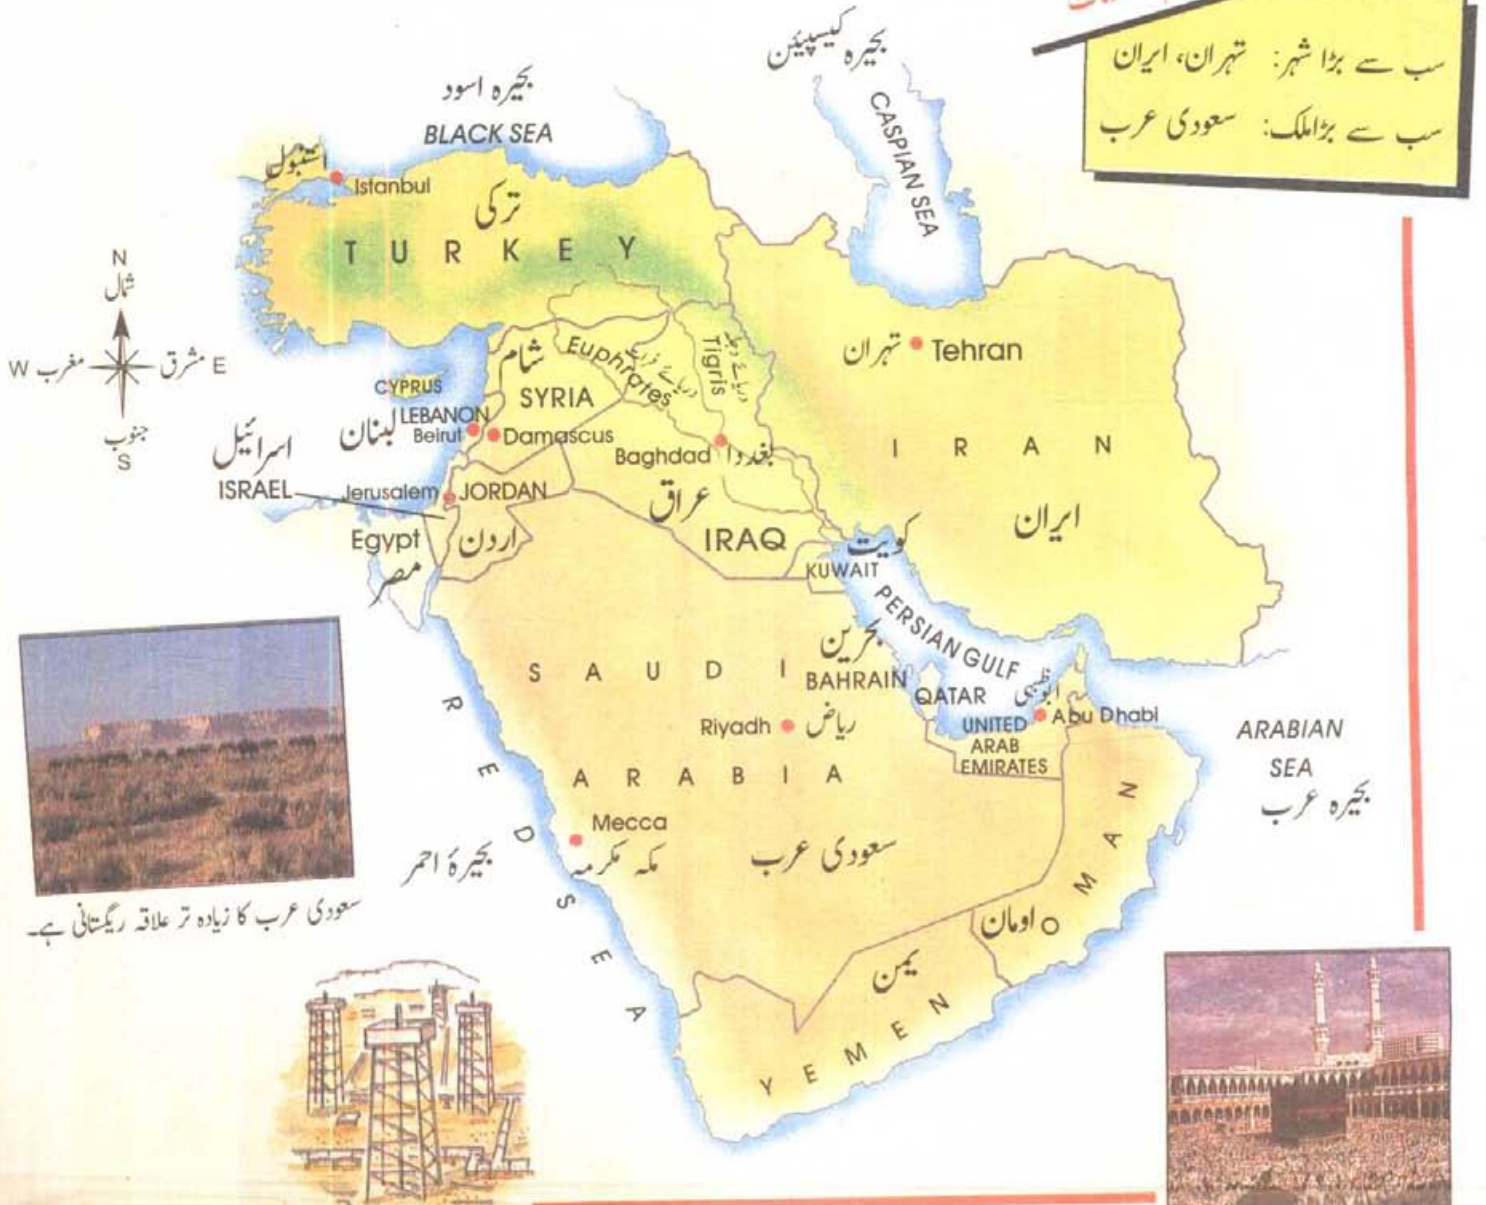 سب سے بڑا شہر: تہران، ایران
سب سے بڑا ملک: سعودی عرب
بحیرہ کیسپیئن
CASPIAN SEA
بحیرہ اسود
BLACK SEA
استنبول
Istanbul
ترکی
TURKEY
N
شمال
W مغرب
مشرق E
جنوب
S
تہران
Tehran
شام
SYRIA
Euphrates
دریائے فرات
Tigris
دریائے دجلہ
CYPRUS
LEBANON
لبنان
Beirut
Damascus
اسرائیل
ISRAEL
Jerusalem
JORDAN
اردن
Baghdad
بغداد
عراق
IRAQ
IRAN
ایران
Egypt
مصر
کویت
KUWAIT
PERSIAN GULF
بحرین
BAHRAIN
QATAR
ابوظہبی
Abu Dhabi
UNITED
ARAB
EMIRATES
SAUDI
ARABIA
Riyadh
ریاض
Mecca
مکہ مکرمہ
سعودی عرب
RED SEA
بحیرۂ احمر
ARABIAN
SEA
بحیرہ عرب
OMAN
اومان
یمن
YEMEN
سعودی عرب کا زیادہ تر علاقہ ریگستانی ہے۔